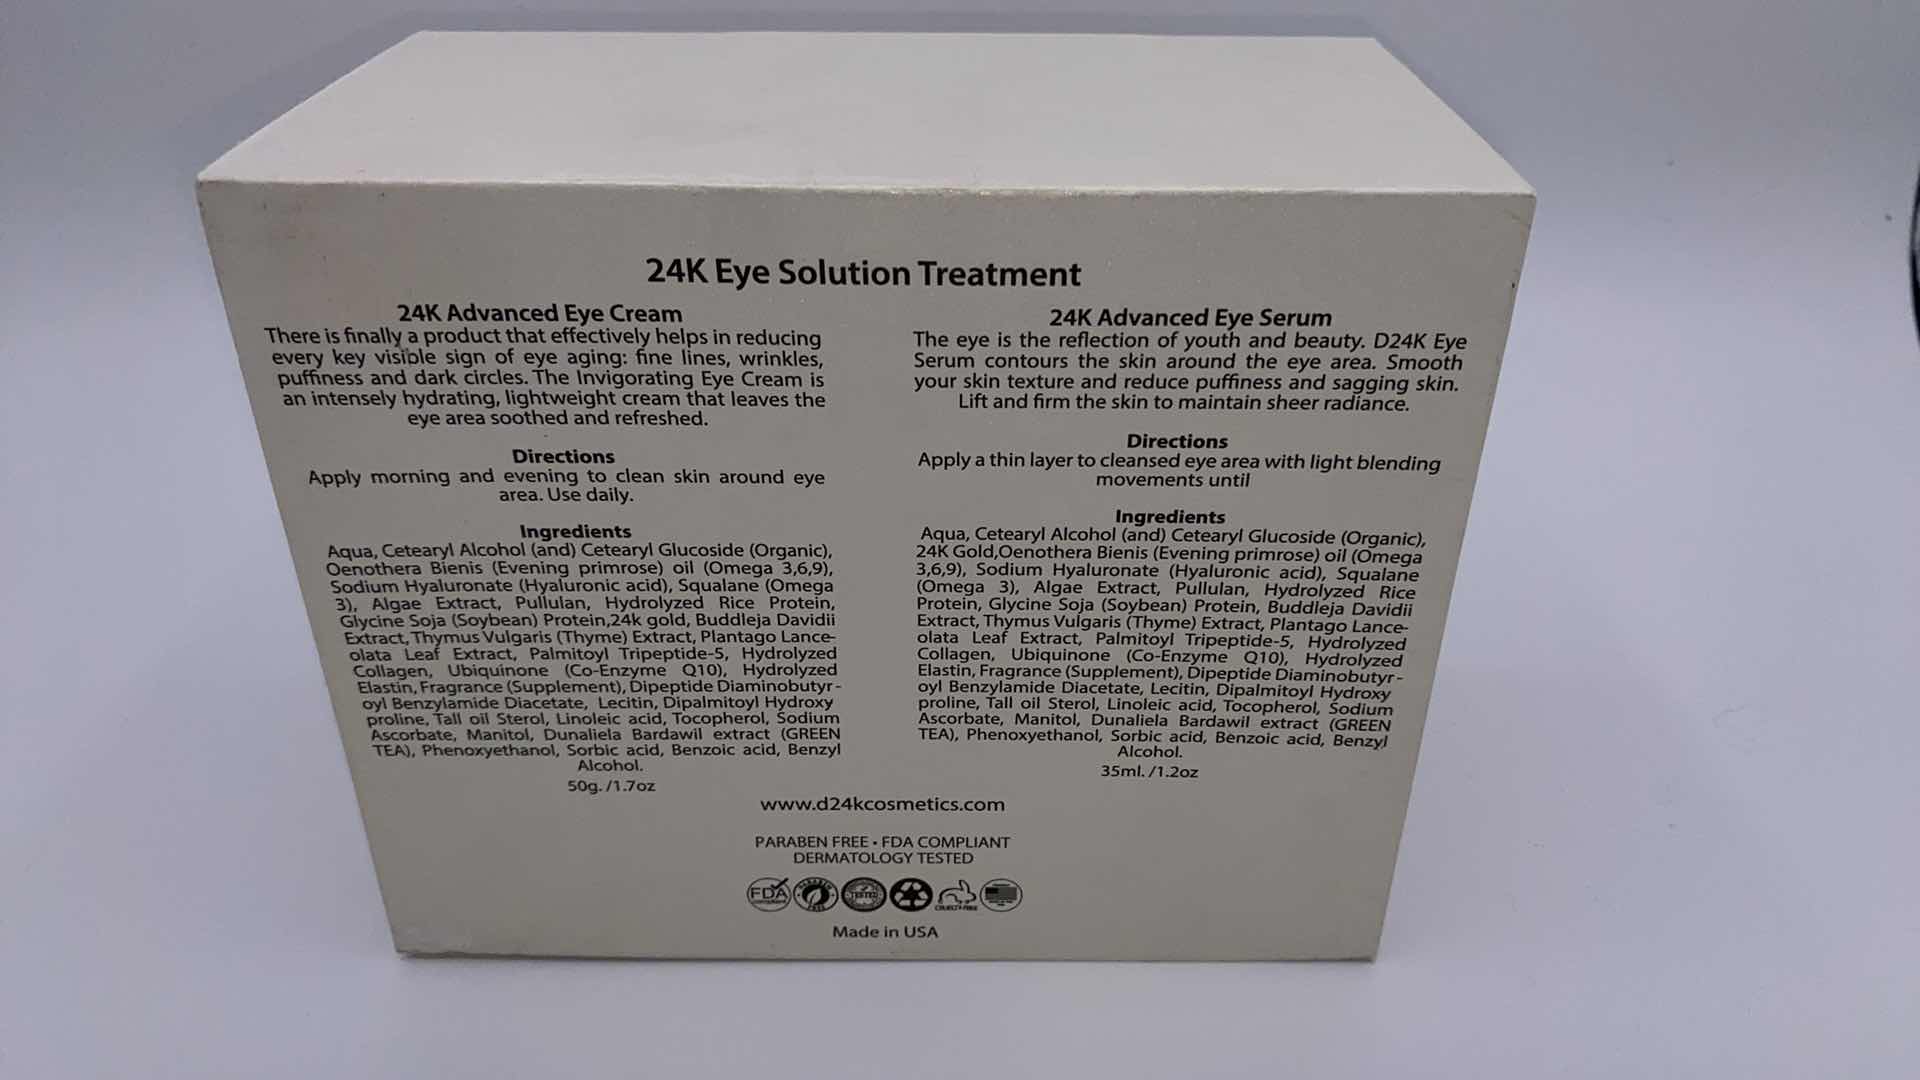 24K Eye Solution Treatment
24K Advanced Eye Cream
There is finally a product that effectively helps in reducing
every key visible sign of eye aging: fine lines, wrinkles,
puffiness and dark circles. The Invigorating Eye Cream is
an intensely hydrating, lightweight cream that leaves the
eye area soothed and refreshed.
Directions
Apply morning and evening to clean skin around eye
area. Use daily.
Ingredients
Aqua, Cetearyl Alcohol (and) Cetearyl Glucoside (Organic),
Oenothera Bienis (Evening primrose) oil (Omega 3,6,9),
Sodium Hyaluronate (Hyaluronic acid), Squalane (Omega
3), Algae Extract, Pullulan, Hydrolyzed Rice Protein,
Glycine Soja (Soybean) Protein,24k gold, Buddleja Davidii
Extract, Thymus Vulgaris (Thyme) Extract, Plantago Lance-
olata Leaf Extract, Palmitoyl Tripeptide-5, Hydrolyzed
Collagen, Ubiquinone (Co-Enzyme Q10), Hydrolyzed
Elastin, Fragrance (Supplement), Dipeptide Diaminobutyr-
oyl Benzylamide Diacetate, Lecitin, Dipalmitoyl Hydroxy
proline, Tall oil Sterol, Linoleic acid, Tocopherol, Sodium
Ascorbate, Manitol, Dunaliela Bardawil extract (GREEN
TEA), Phenoxyethanol, Sorbic acid, Benzoic acid, Benzyl
Alcohol.
50g. /1.7oz
24K Advanced Eye Serum
The eye is the reflection of youth and beauty. D24K Eye
Serum contours the skin around the eye area. Smooth
your skin texture and reduce puffiness and sagging skin.
Lift and firm the skin to maintain sheer radiance.
Directions
Apply a thin layer to cleansed eye area with light blending
movements until
Ingredients
Aqua, Cetearyl Alcohol (and) Cetearyl Glucoside (Organic),
24K Gold,Oenothera Bienis (Evening primrose) oil (Omega
3,6,9), Sodium Hyaluronate (Hyaluronic acid), Squalane
(Omega 3), Algae Extract, Pullulan, Hydrolyzed Rice
Protein, Glycine Soja (Soybean) Protein, Buddleja Davidii
Extract, Thymus Vulgaris (Thyme) Extract, Plantago Lance-
olata Leaf Extract, Palmitoyl Tripeptide-5, Hydrolyzed
Collagen, Ubiquinone (Co-Enzyme Q10), Hydrolyzed
Elastin, Fragrance (Supplement), Dipeptide Diaminobutyr-
oyl Benzylamide Diacetate, Lecitin, Dipalmitoyl Hydroxy
proline, Tall oil Sterol, Linoleic acid, Tocopherol, Sodium
Ascorbate, Manitol, Dunaliela Bardawil extract (GREEN
TEA), Phenoxyethanol, Sorbic acid, Benzoic acid, Benzyl
Alcohol.
35ml. /1.2oz
www.d24kcosmetics.com
PARABEN FREE • FDA COMPLIANT
DERMATOLOGY TESTED
FDA
PARABEN
FREE
TESTED
CRUELTY-FREE
Made in USA